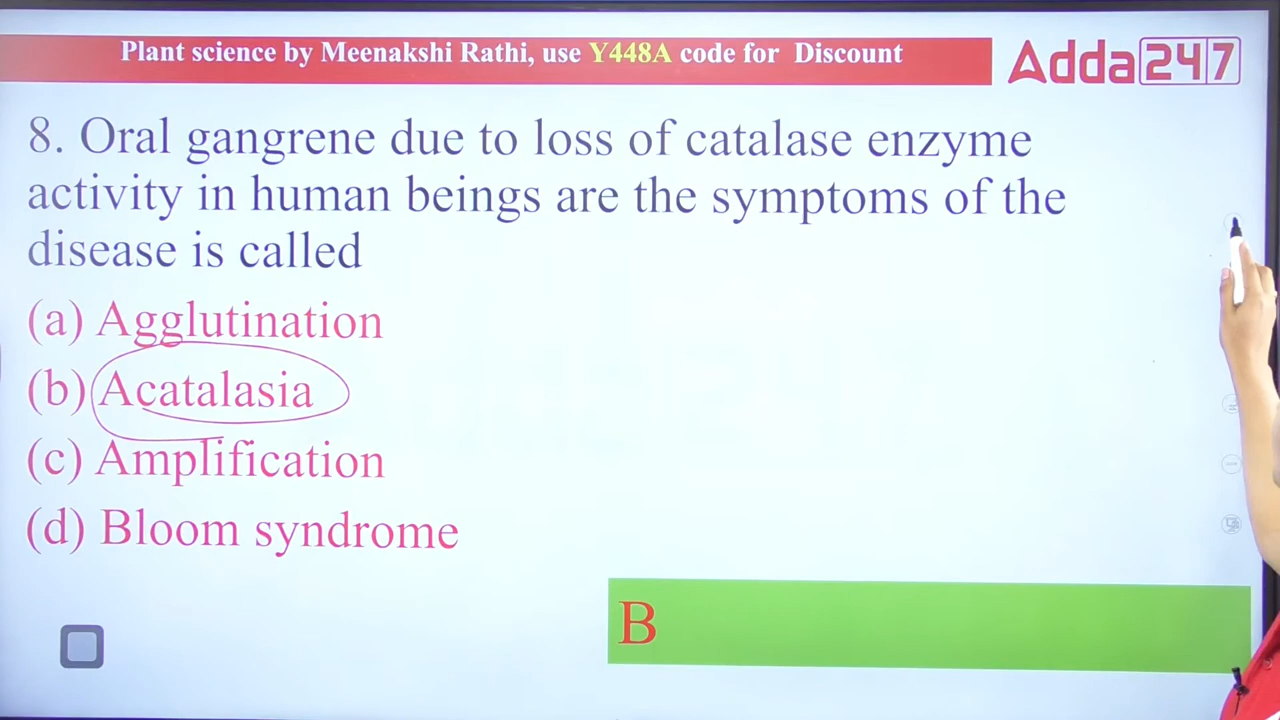 Plant science by Meenakshi Rathi, use Y448A code for Discount
Adda247
8. Oral gangrene due to loss of catalase enzyme
activity in human beings are the symptoms of the
disease is called
(a) Agglutination
(b) Acatalasia
(c) Amplification
(d) Bloom syndrome
B